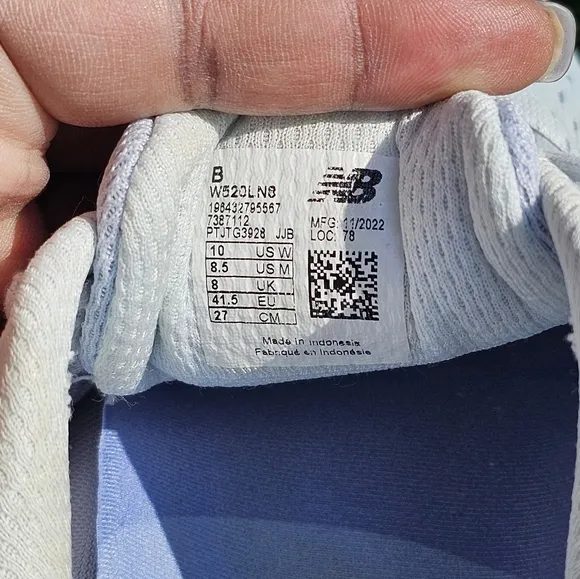 B
W520LN8
196432795567
7387112
PTJTG3928 JJB
10 US W
8.5 US M
8 UK
41.5 EU
27 CM
NB
MFG: 11/2022
LOC: 78
Made in Indonesia
Fabriqué en Indonésie